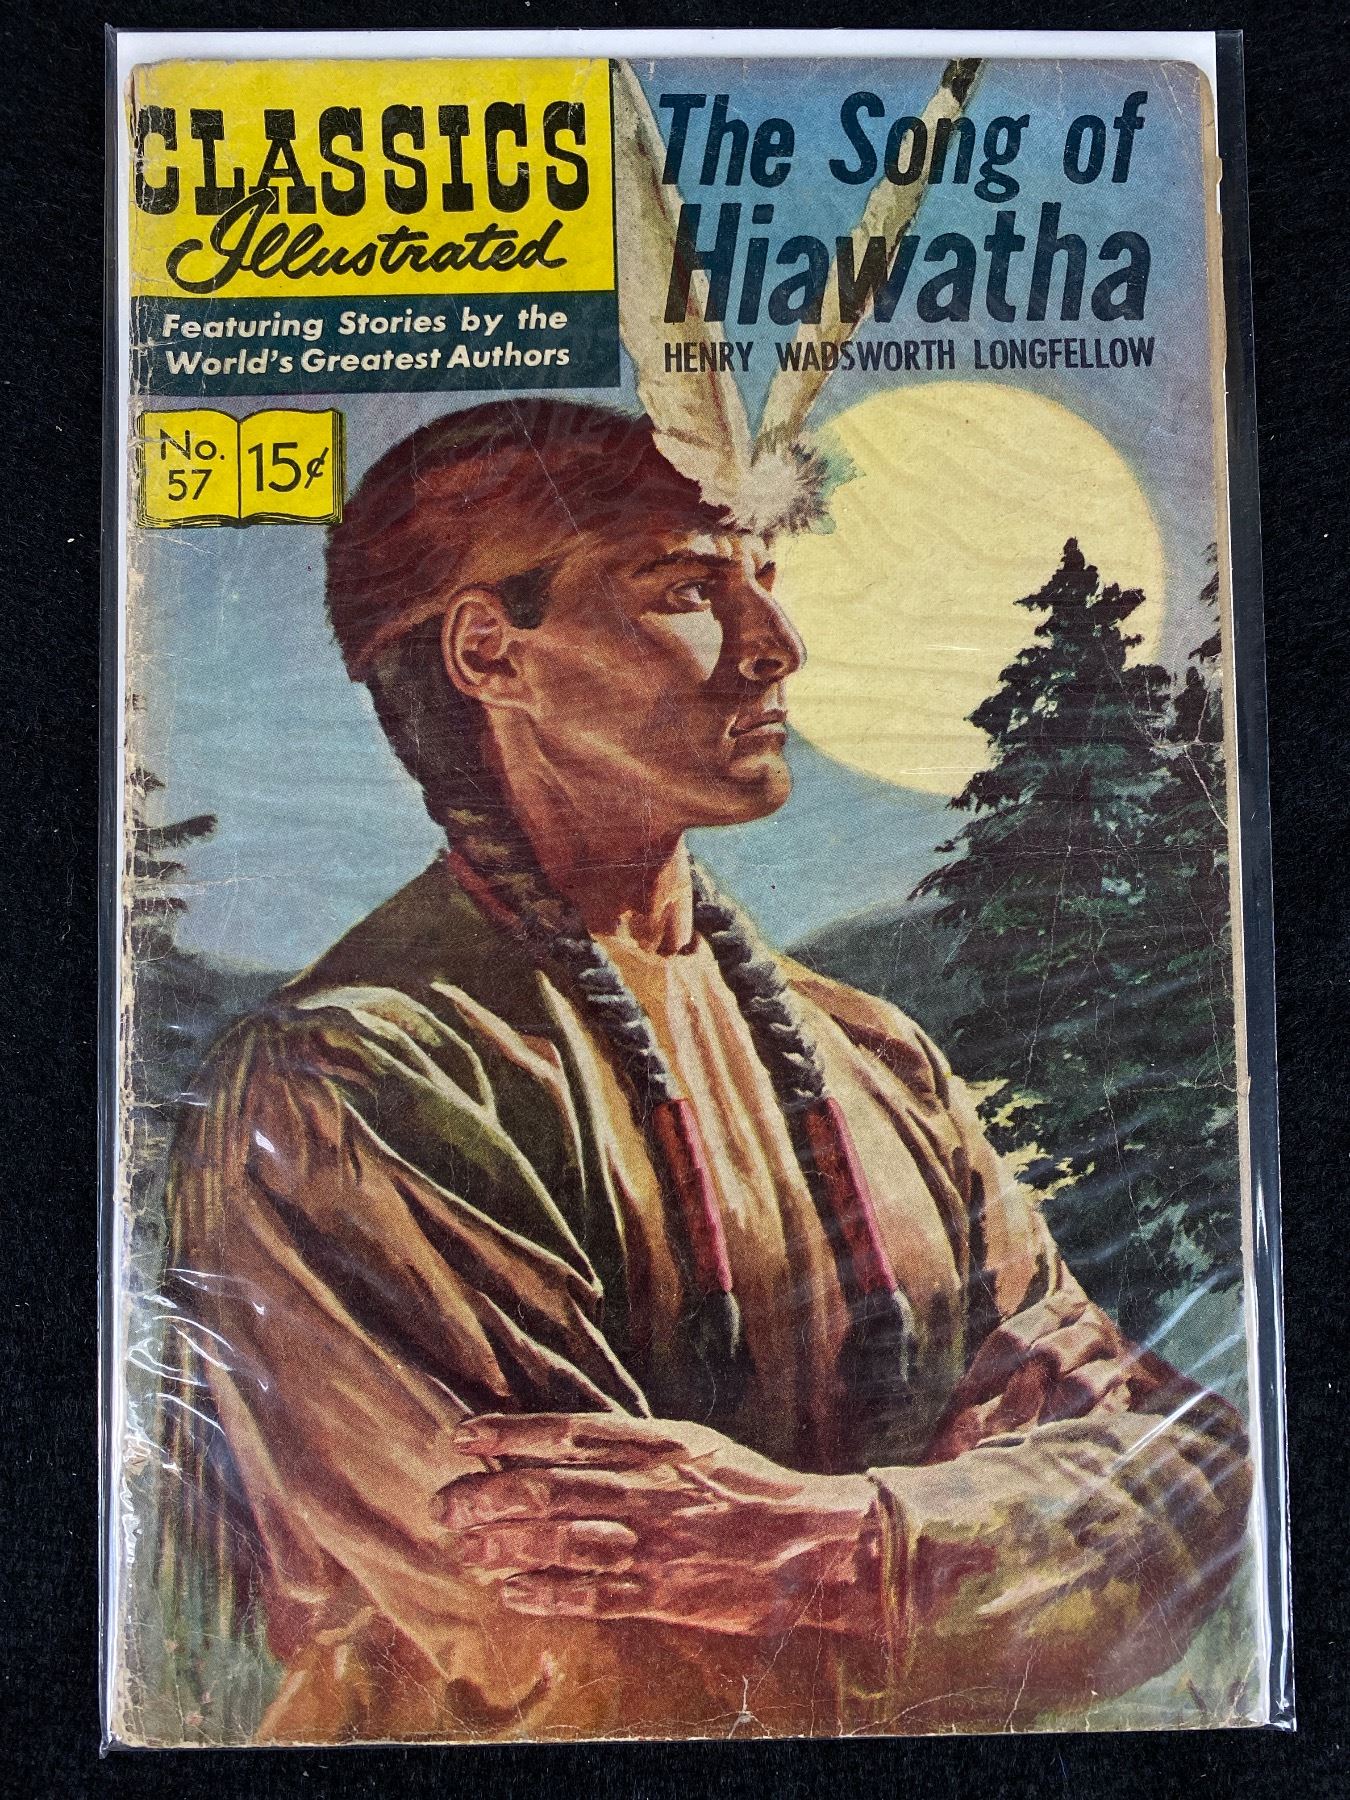 CLASSICS
Illustrated
Featuring Stories by the
World's Greatest Authors
No.
57
15¢
The Song of
Hiawatha
HENRY WADSWORTH LONGFELLOW